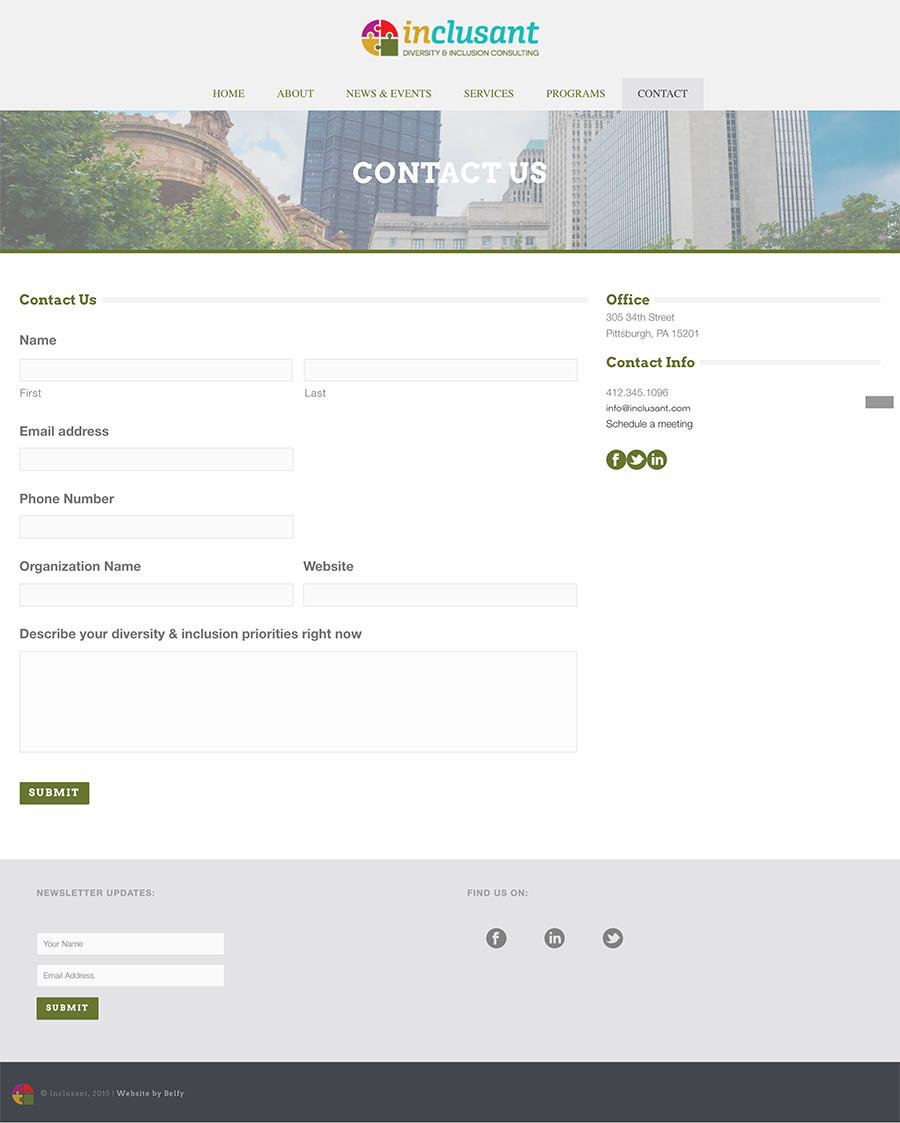 inclusant
DIVERSITY & INCLUSION CONSULTING
HOME ABOUT NEWS & EVENTS SERVICES PROGRAMS CONTACT
CONTACT US
Contact Us
Name
First Last
Email address
Phone Number
Organization Name Website
Describe your diversity & inclusion priorities right now
SUBMIT
Office
305 34th Street
Pittsburgh, PA 15201
Contact Info
412.345.1096
info@inclusant.com
Schedule a meeting
NEWSLETTER UPDATES:
Your Name
Email Address
SUBMIT
FIND US ON:
© Inclusant, 2015 | Website by Belfy